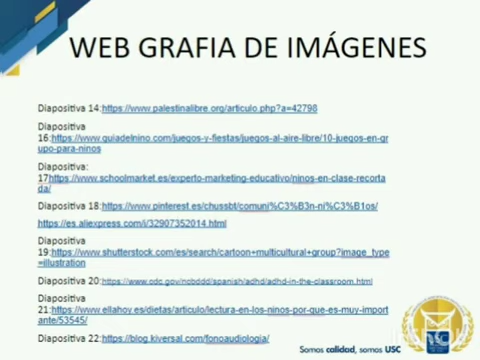 WEB GRAFIA DE IMÁGENES
Diapositiva 14:https://www.palestinalibre.org/articulo.php?a=42798
Diapositiva
16:https://www.guiadelnino.com/juegos-y-fiestas/juegos-al-aire-libre/10-juegos-en-gr
upo-para-ninos
Diapositiva:
17https://www.schoolmarket.es/experto-marketing-educativo/ninos-en-clase-recorta
da/
Diapositiva 18:https://www.pinterest.es/chussbt/comuni%C3%B3n-ni%C3%B1os/
https://es.aliexpress.com/i/32907352014.html
Diapositiva
19:https://www.shutterstock.com/es/search/cartoon+multicultural+group?image_type
=illustration
Diapositiva 20:https://www.cdc.gov/ncbddd/spanish/adhd/adhd-in-the-classroom.html
Diapositiva
21:https://www.ellahoy.es/dietas/articulo/lectura-en-los-ninos-por-que-es-muy-import
ante/53545/
Diapositiva 22:https://blog.kiversal.com/fonoaudiologia/
Somos calidad, somos USC